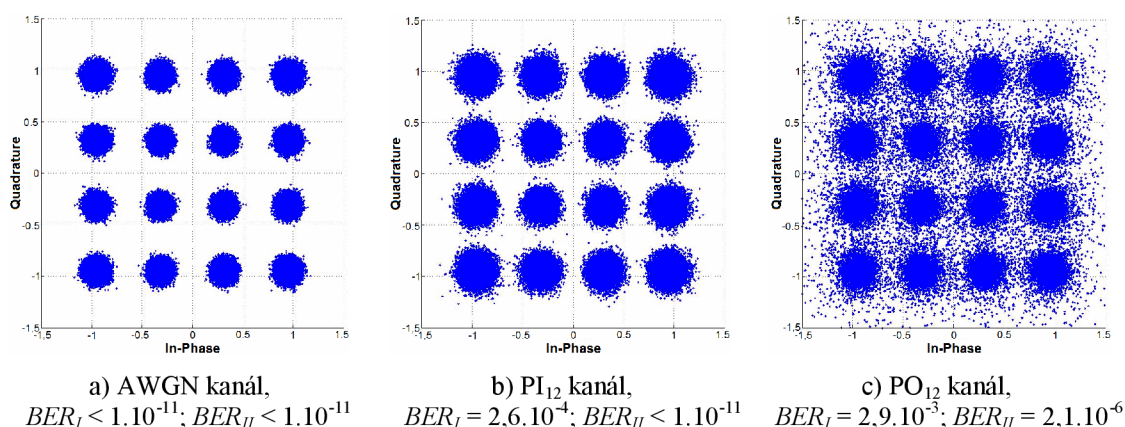 1.5
1
0.5
0
-0.5
-1
-1.5
Quadrature
-1.5 -1 -0.5 0 0.5 1 1.5
In-Phase
a) AWGN kanál,
BER_I < 1.10^-11; BER_II < 1.10^-11
1.5
1
0.5
0
-0.5
-1
-1.5
Quadrature
-1.5 -1 -0.5 0 0.5 1 1.5
In-Phase
b) PI₁₂ kanál,
BER_I = 2,6.10^-4; BER_II < 1.10^-11
1.5
1
0.5
0
-0.5
-1
-1.5
Quadrature
-1.5 -1 -0.5 0 0.5 1 1.5
In-Phase
c) PO₁₂ kanál,
BER_I = 2,9.10^-3; BER_II = 2,1.10^-6